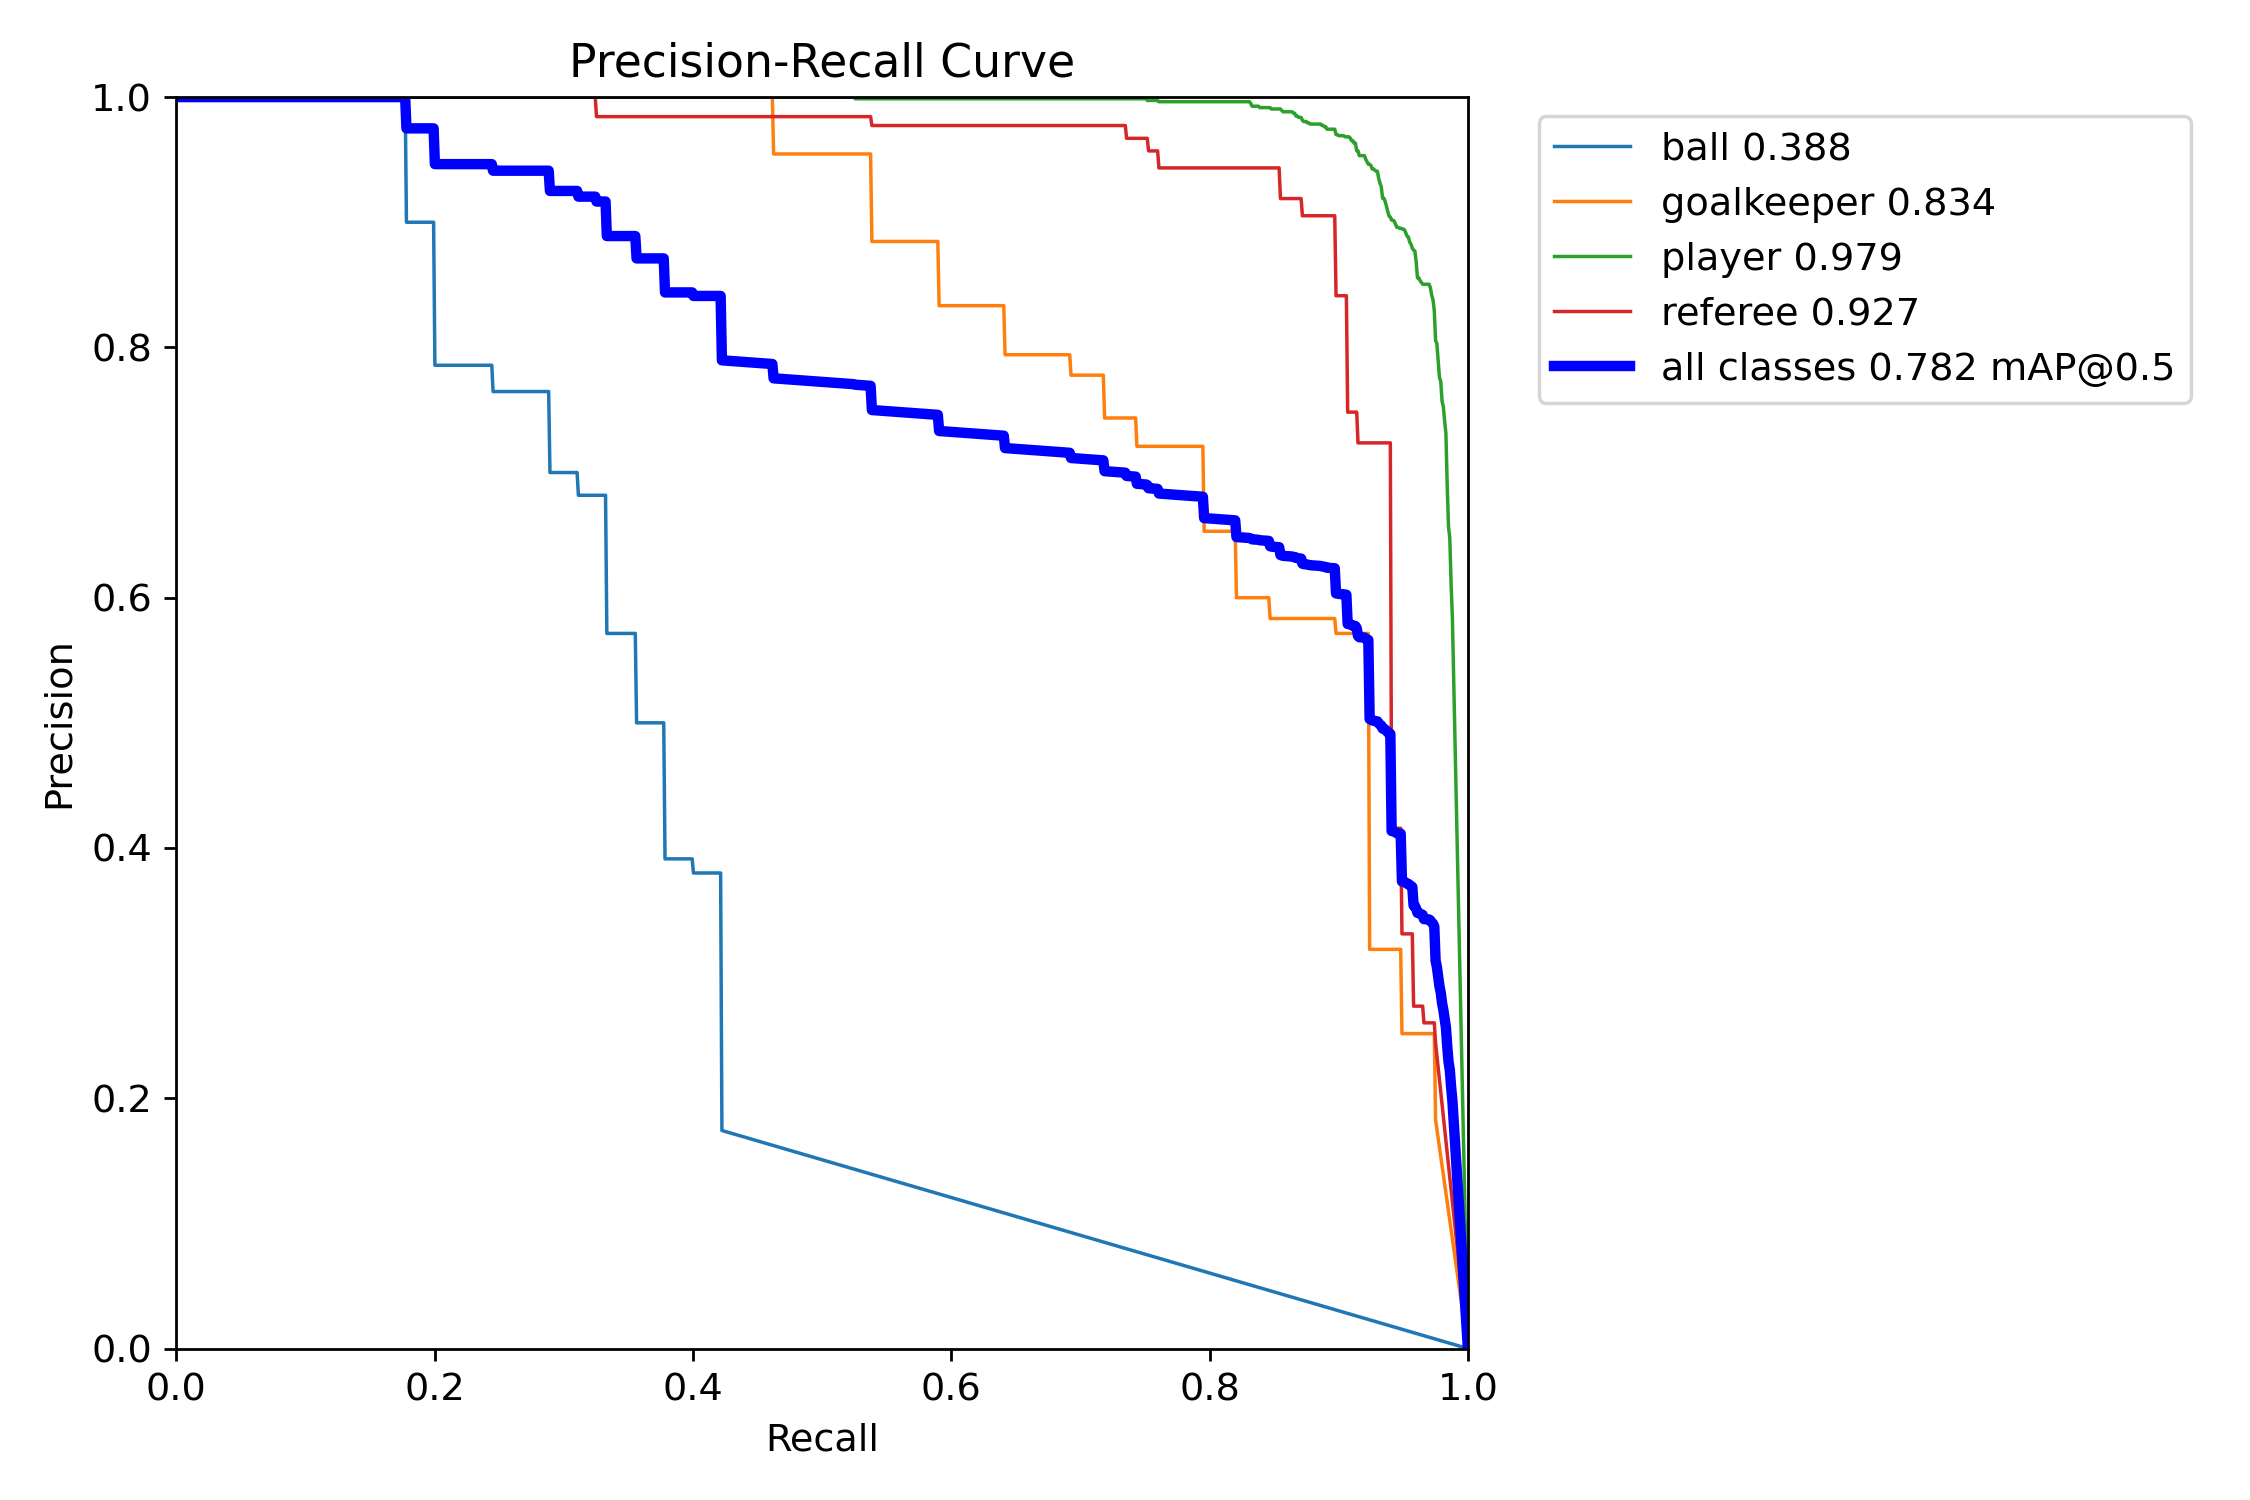 Precision-Recall Curve
1.0
0.8
0.6
0.4
0.2
0.0
Precision
0.0 0.2 0.4 0.6 0.8 1.0
Recall
ball 0.388
goalkeeper 0.834
player 0.979
referee 0.927
all classes 0.782 mAP@0.5